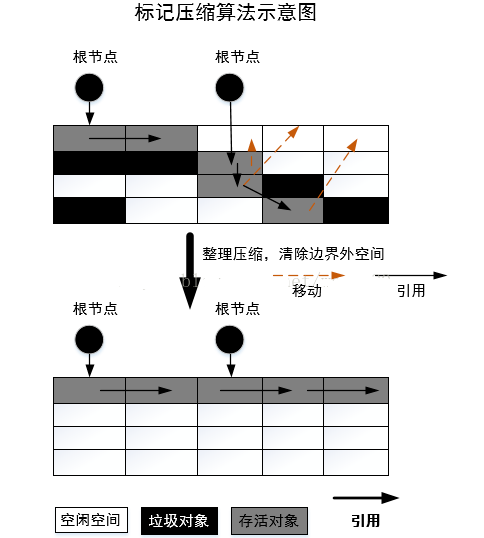 标记压缩算法示意图
根节点 根节点
整理压缩，清除边界外空间
移动 引用
根节点 根节点
空闲空间 垃圾对象 存活对象 引用